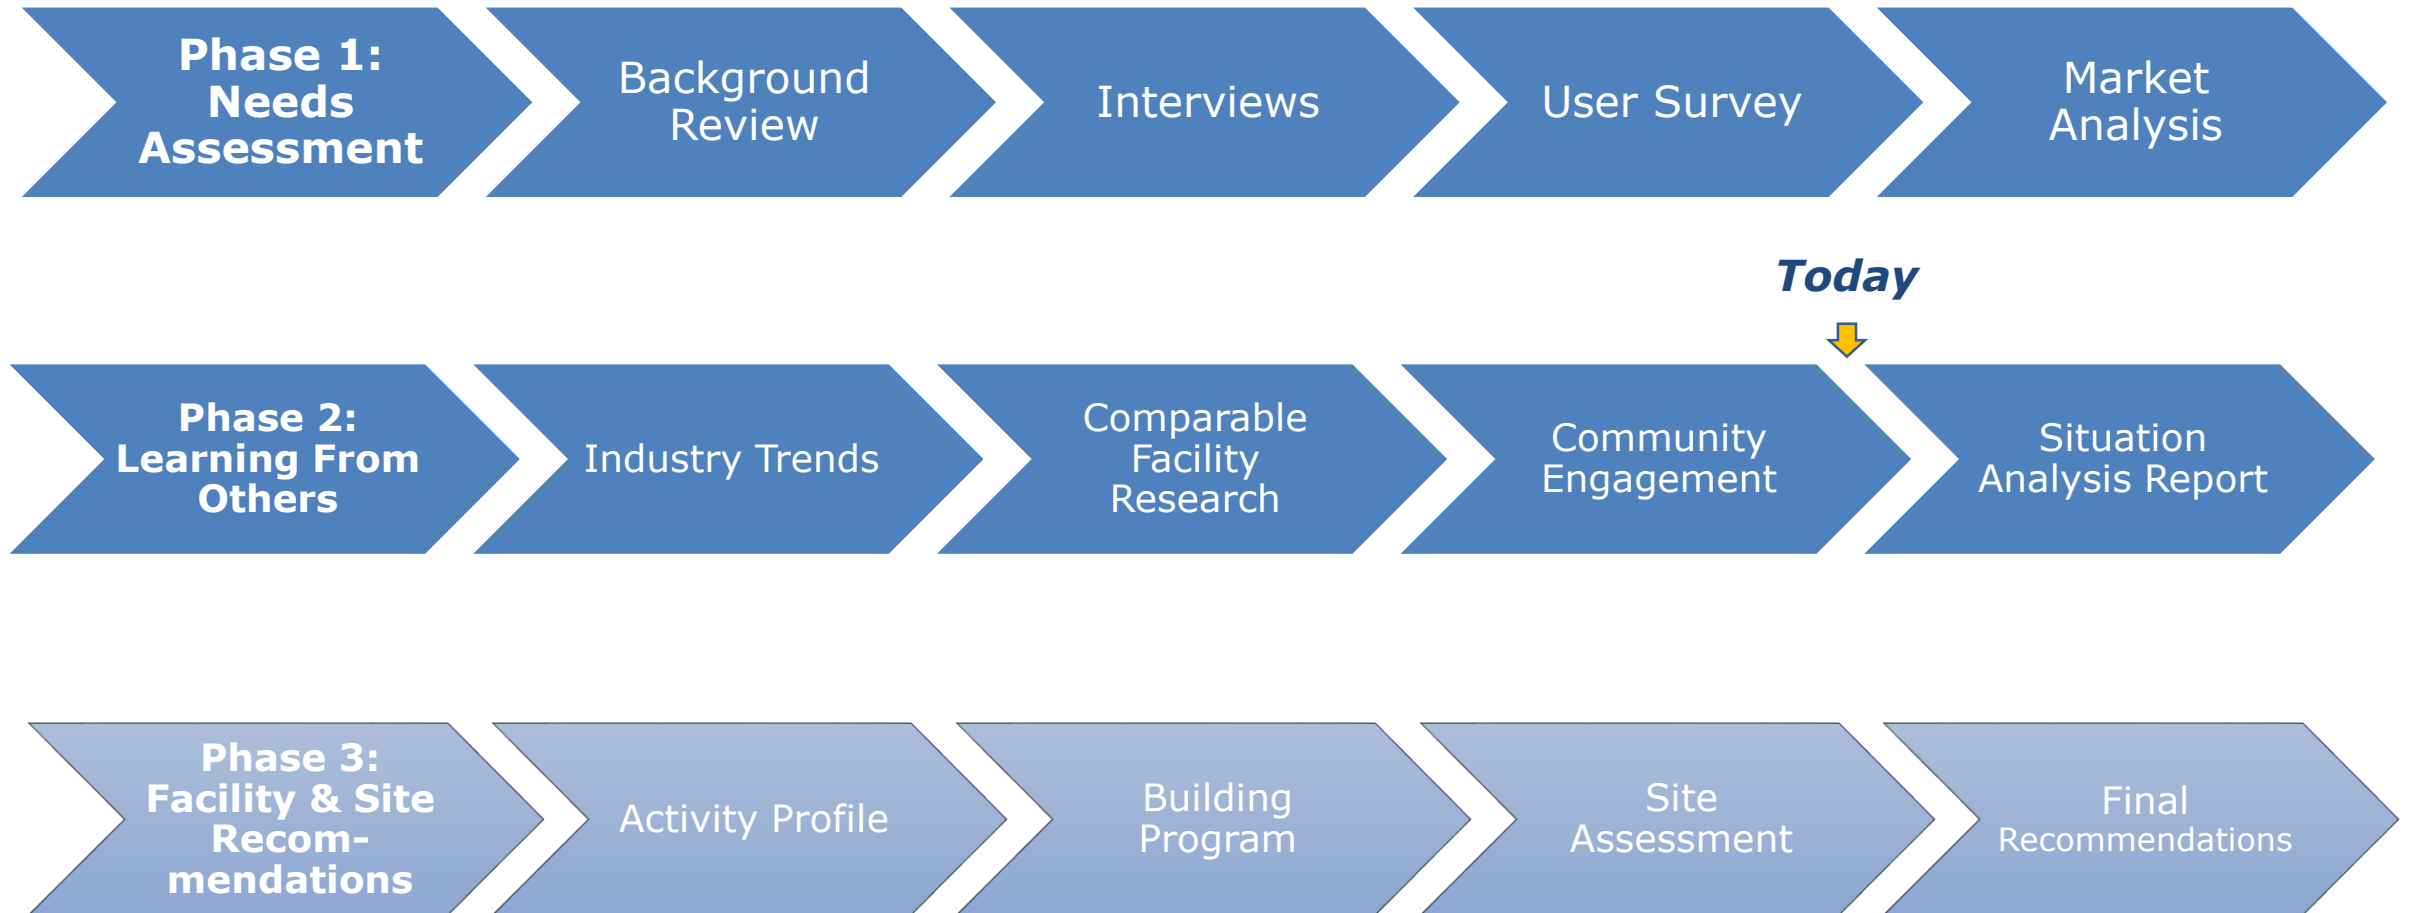 Phase 1:
Needs
Assessment
Background
Review
Interviews
User Survey
Market
Analysis
Today
Phase 2:
Learning From
Others
Industry Trends
Comparable
Facility
Research
Community
Engagement
Situation
Analysis Report
Phase 3:
Facility & Site
Recom-
mendations
Activity Profile
Building
Program
Site
Assessment
Final
Recommendations